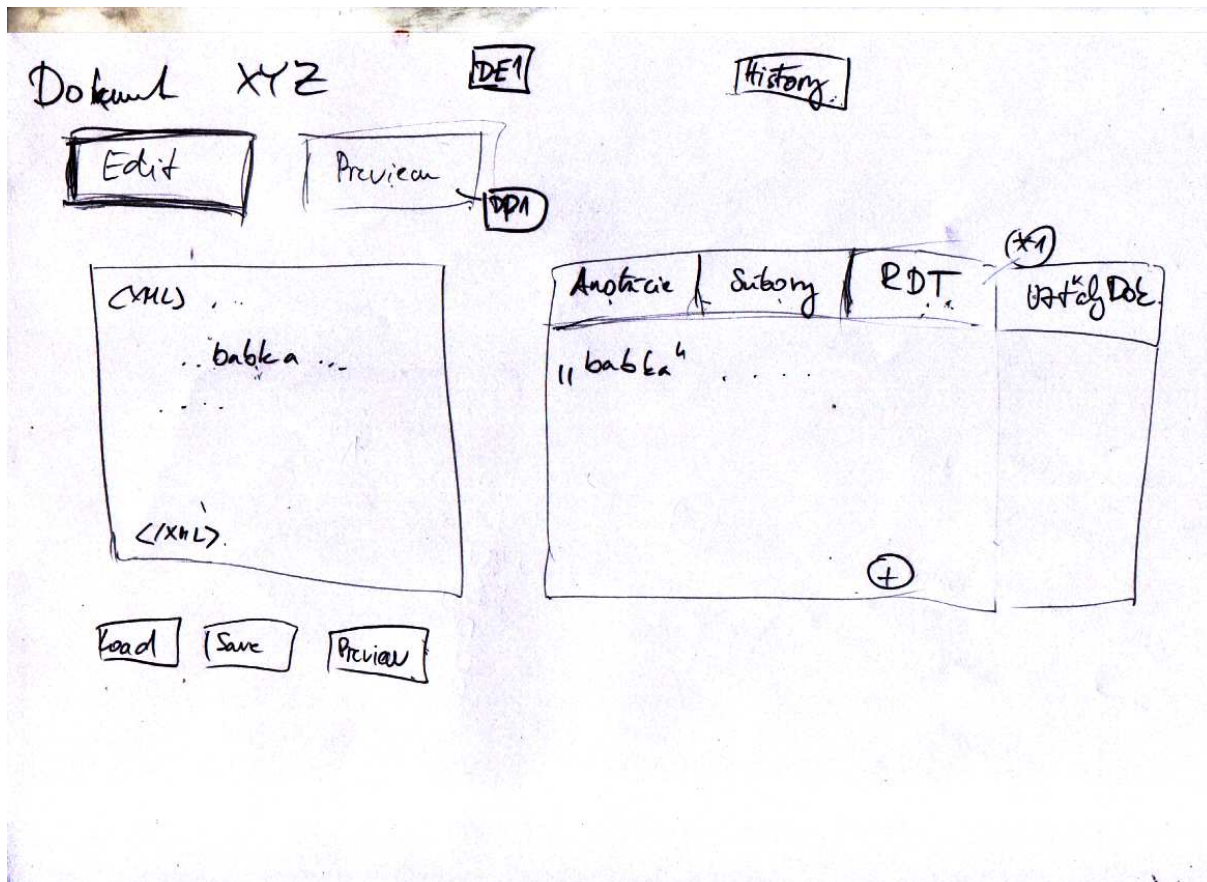 Dokument XYZ DE1 History
Edit Preview
DP1
*1
Anotácie Súbory RDT
<XML> ...
.. babka ...
....
„babka“ .....
</XML>.
+
Load Save Preview